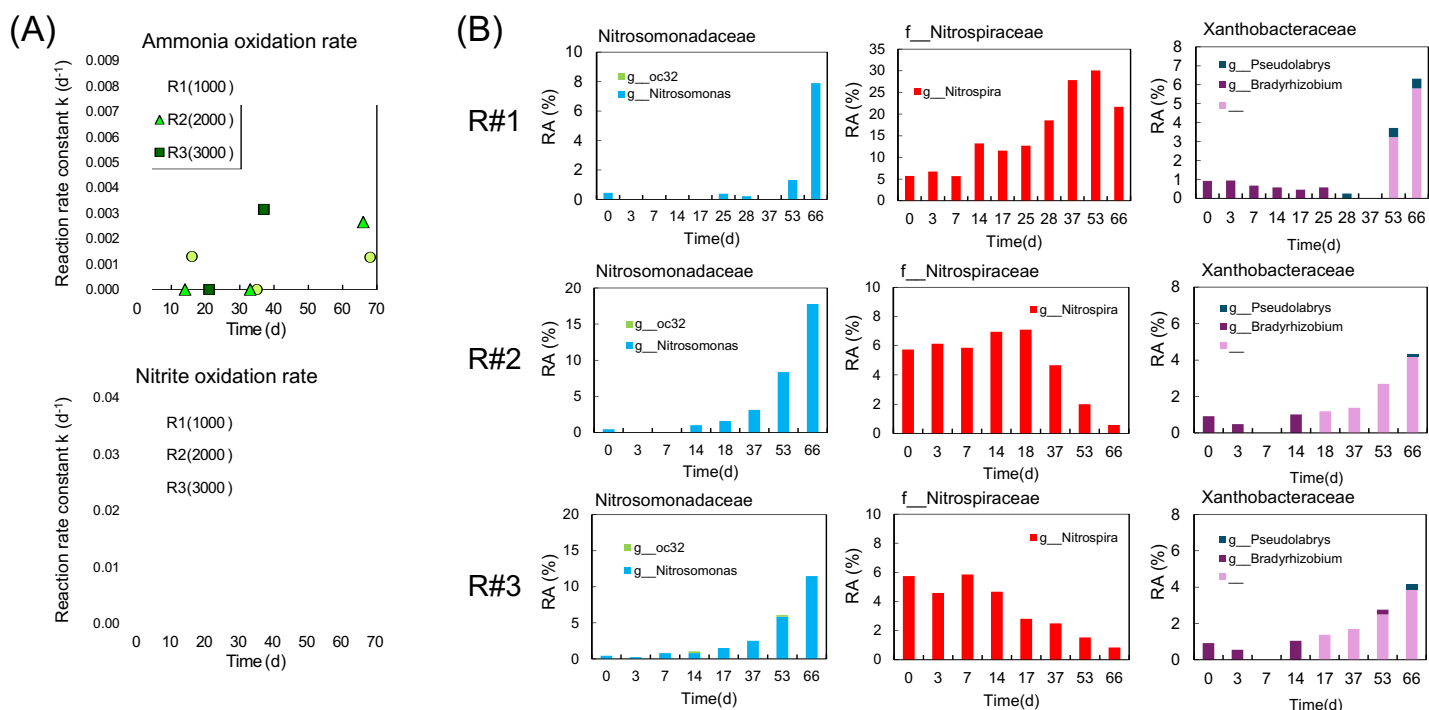 (A)
Ammonia oxidation rate
Reaction rate constant k (d-1)
0.009
0.008
0.007
0.006
0.005
0.004
0.003
0.002
0.001
0.000
R1(1000)
R2(2000)
R3(3000)
0 10 20 30 40 50 60 70
Time (d)
Nitrite oxidation rate
Reaction rate constant k (d-1)
0.04
0.03
0.02
0.01
0.00
R1(1000)
R2(2000)
R3(3000)
0 10 20 30 40 50 60 70
Time (d)
(B)
R#1
Nitrosomonadaceae
RA (%)
10
8
6
4
2
0
g__oc32
g__Nitrosomonas
0 3 7 14 17 25 28 37 53 66
Time(d)
f__Nitrospiraceae
RA (%)
35
30
25
20
15
10
5
0
g__Nitrospira
0 3 7 14 17 25 28 37 53 66
Time(d)
Xanthobacteraceae
RA (%)
8
7
6
5
4
3
2
1
0
g__Pseudolabrys
g__Bradyrhizobium
__
0 3 7 14 17 25 28 37 53 66
Time(d)
R#2
Nitrosomonadaceae
RA (%)
20
15
10
5
0
g__oc32
g__Nitrosomonas
0 3 7 14 18 37 53 66
Time(d)
f__Nitrospiraceae
RA (%)
10
8
6
4
2
0
g__Nitrospira
0 3 7 14 18 37 53 66
Time(d)
Xanthobacteraceae
RA (%)
8
6
4
2
0
g__Pseudolabrys
g__Bradyrhizobium
__
0 3 7 14 18 37 53 66
Time(d)
R#3
Nitrosomonadaceae
RA (%)
20
15
10
5
0
g__oc32
g__Nitrosomonas
0 3 7 14 17 37 53 66
Time(d)
f__Nitrospiraceae
RA (%)
10
8
6
4
2
0
g__Nitrospira
0 3 7 14 17 37 53 66
Time(d)
Xanthobacteraceae
RA (%)
8
6
4
2
0
g__Pseudolabrys
g__Bradyrhizobium
__
0 3 7 14 17 37 53 66
Time(d)